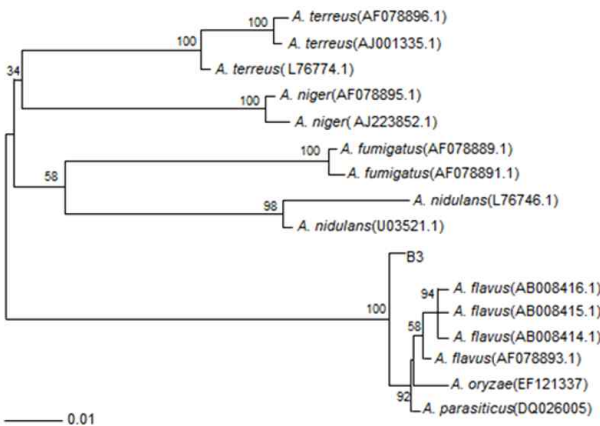 A. terreus(AF078896.1)
100
100
A. terreus(AJ001335.1)
34
A. terreus( L76774.1)
A. niger(AF078895.1)
100
A. niger( AJ223852.1)
A. fumigatus(AF078889.1)
100
58
A. fumigatus(AF078891.1)
A. nidulans(L76746.1)
98
A. nidulans(U03521.1)
B3
A. flavus(AB008416.1)
94
100
A. flavus(AB008415.1)
58
A. flavus(AB008414.1)
A. flavus(AF078893.1)
A. oryzae(EF121337)
92
A. parasiticus(DQ026005)
0.01